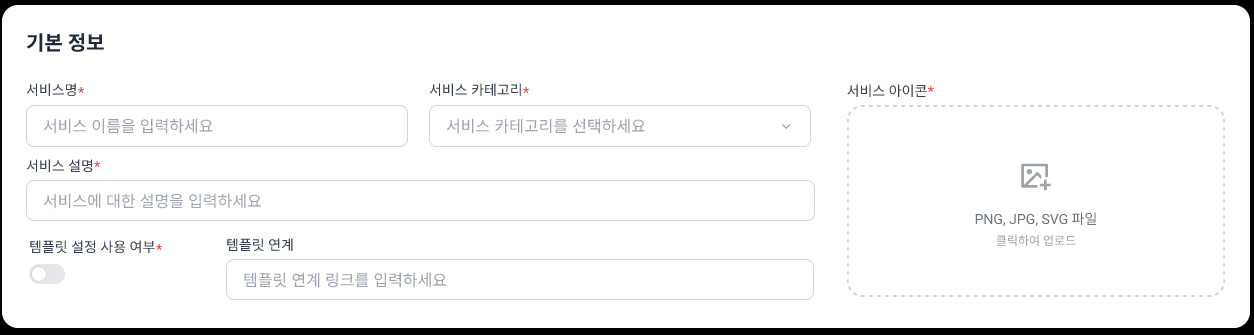 기본 정보
서비스명*
서비스 이름을 입력하세요
서비스 카테고리*
서비스 카테고리를 선택하세요
서비스 설명*
서비스에 대한 설명을 입력하세요
템플릿 설정 사용 여부*
템플릿 연계
템플릿 연계 링크를 입력하세요
서비스 아이콘*
PNG, JPG, SVG 파일
클릭하여 업로드